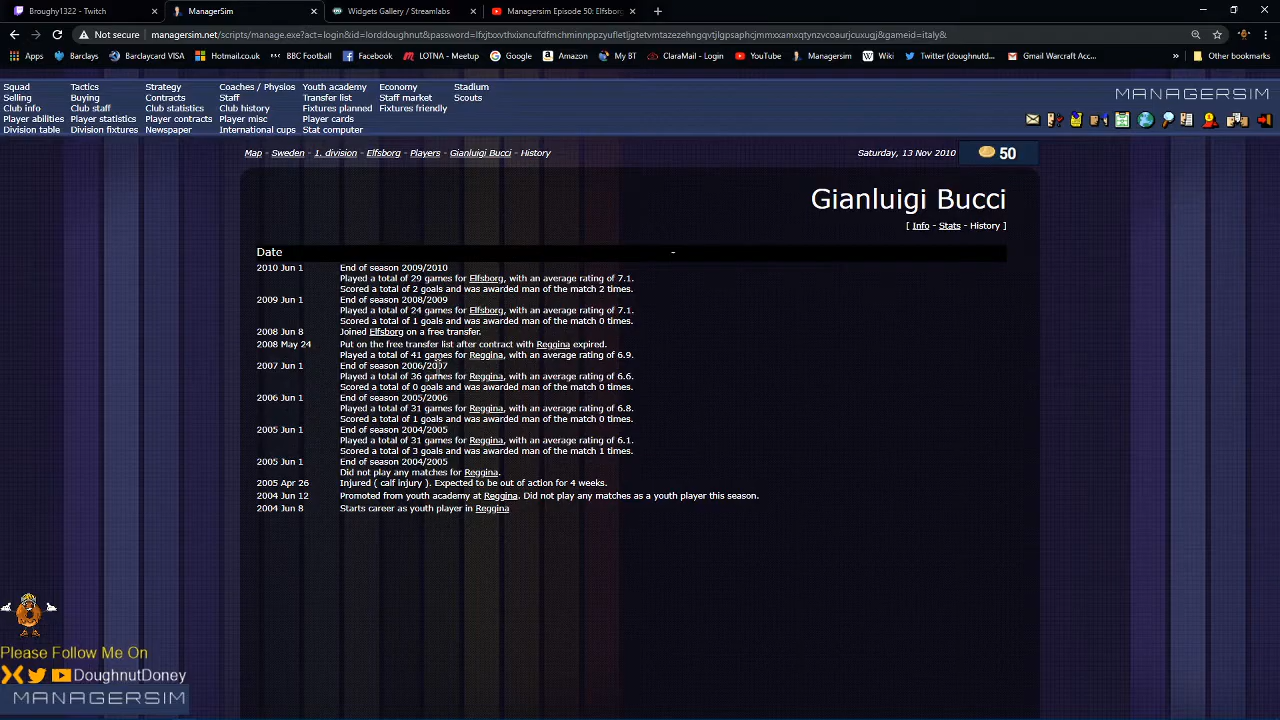 Broughy1322 - Twitch
ManagerSim
Widgets Gallery / Streamlabs
Managersim Episode 50: Elfsborg
Not secure | managersim.net/scripts/manage.exe?act=login&id=lorddoughnut&password=
Apps Barclays Barclaycard VISA Hotmail.co.uk BBC Football Facebook LOTNA - Meetup Google Amazon My BT ClaraMail - Login YouTube Managersim Wiki Twitter (@doughnutd... Gmail Warcraft Acc... » Other bookmarks
Squad Tactics Strategy Coaches / Physios Youth academy Economy Stadium
Selling Buying Contracts Staff Transfer list Staff market Scouts
Club info Club staff Club statistics Club history Fixtures planned Fixtures friendly
Player abilities Player statistics Player contracts Player misc Player cards
Division table Division fixtures Newspaper International cups Stat computer
MANAGERSIM
Map - Sweden - 1. division - Elfsborg - Players - Gianluigi Bucci - History
Saturday, 13 Nov 2010 50
Gianluigi Bucci
[ Info - Stats - History ]
Date -
2010 Jun 1 End of season 2009/2010
Played a total of 29 games for Elfsborg, with an average rating of 7.1.
Scored a total of 2 goals and was awarded man of the match 2 times.
2009 Jun 1 End of season 2008/2009
Played a total of 24 games for Elfsborg, with an average rating of 7.1.
Scored a total of 1 goals and was awarded man of the match 0 times.
2008 Jun 8 Joined Elfsborg on a free transfer.
2008 May 24 Put on the free transfer list after contract with Reggina expired.
Played a total of 41 games for Reggina, with an average rating of 6.9.
2007 Jun 1 End of season 2006/2007
Played a total of 36 games for Reggina, with an average rating of 6.6.
Scored a total of 0 goals and was awarded man of the match 0 times.
2006 Jun 1 End of season 2005/2006
Played a total of 31 games for Reggina, with an average rating of 6.8.
Scored a total of 1 goals and was awarded man of the match 0 times.
2005 Jun 1 End of season 2004/2005
Played a total of 31 games for Reggina, with an average rating of 6.1.
Scored a total of 3 goals and was awarded man of the match 1 times.
2005 Jun 1 End of season 2004/2005
Did not play any matches for Reggina.
2005 Apr 26 Injured ( calf injury ). Expected to be out of action for 4 weeks.
2004 Jun 12 Promoted from youth academy at Reggina. Did not play any matches as a youth player this season.
2004 Jun 8 Starts career as youth player in Reggina
Please Follow Me On
DoughnutDoney
MANAGERSIM